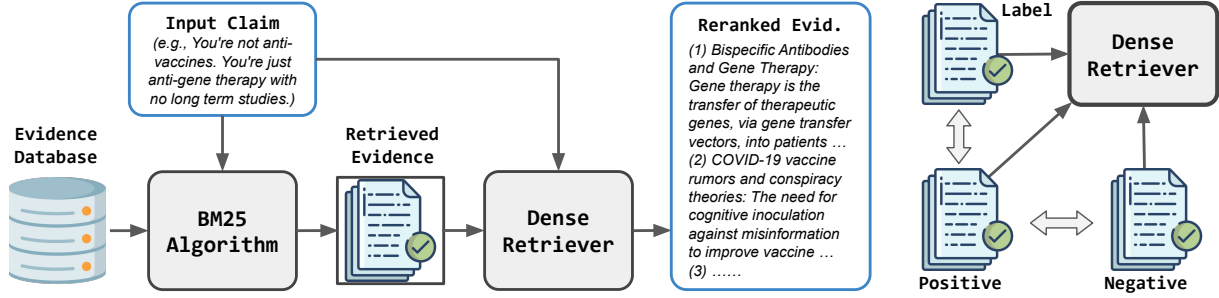 Input Claim
(e.g., You're not anti-
vaccines. You're just
anti-gene therapy with
no long term studies.)
Evidence
Database
BM25
Algorithm
Retrieved
Evidence
Dense
Retriever
Reranked Evid.
(1) Bispecific Antibodies
and Gene Therapy:
Gene therapy is the
transfer of therapeutic
genes, via gene transfer
vectors, into patients …
(2) COVID-19 vaccine
rumors and conspiracy
theories: The need for
cognitive inoculation
against misinformation
to improve vaccine …
(3) ……
Label
Dense
Retriever
Positive
Negative